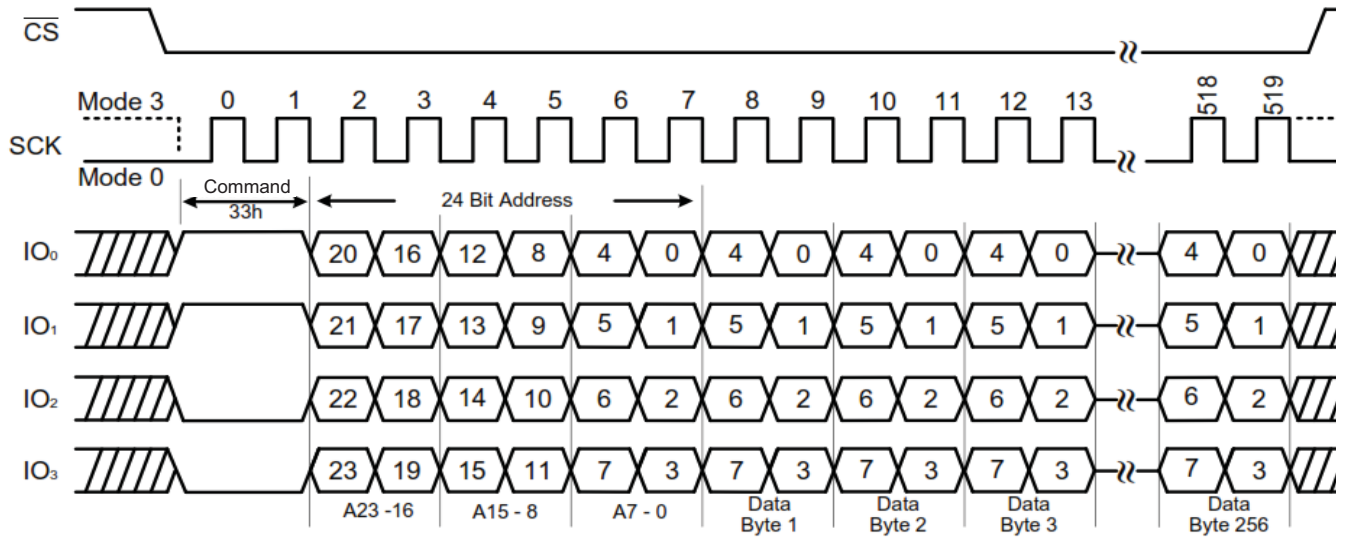 CS
Mode 3 0 1 2 3 4 5 6 7 8 9 10 11 12 13 518 519
SCK
Mode 0
Command
33h
24 Bit Address
IO₀ 20 16 12 8 4 0 4 0 4 0 4 0 4 0
IO₁ 21 17 13 9 5 1 5 1 5 1 5 1 5 1
IO₂ 22 18 14 10 6 2 6 2 6 2 6 2 6 2
IO₃ 23 19 15 11 7 3 7 3 7 3 7 3 7 3
A23 -16 A15 - 8 A7 - 0 Data Data Data Data
Byte 1 Byte 2 Byte 3 Byte 256